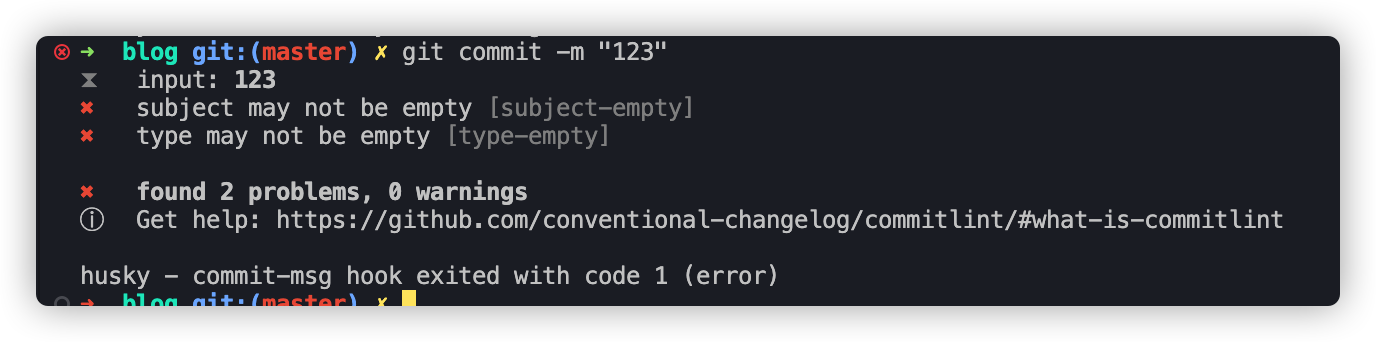 ➜ blog git:(master) ✗ git commit -m "123"
⧗ input: 123
✖ subject may not be empty [subject-empty]
✖ type may not be empty [type-empty]
✖ found 2 problems, 0 warnings
ⓘ Get help: https://github.com/conventional-changelog/commitlint/#what-is-commitlint
husky - commit-msg hook exited with code 1 (error)
➜ blog git:(master) ✗